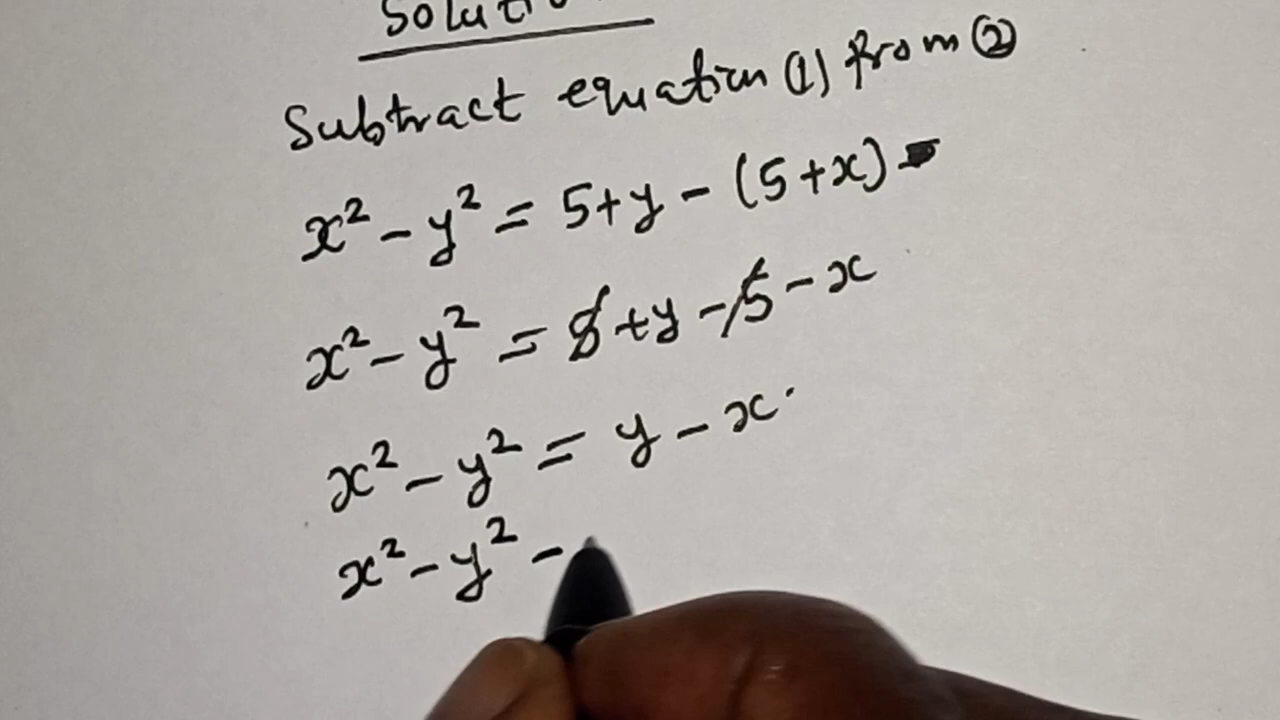 Solutio
Subtract equation (1) from ②
x² - y² = 5+y - (5+x)
x² - y² = 5+y - 5 - x
x² - y² = y - x.
x² - y² -